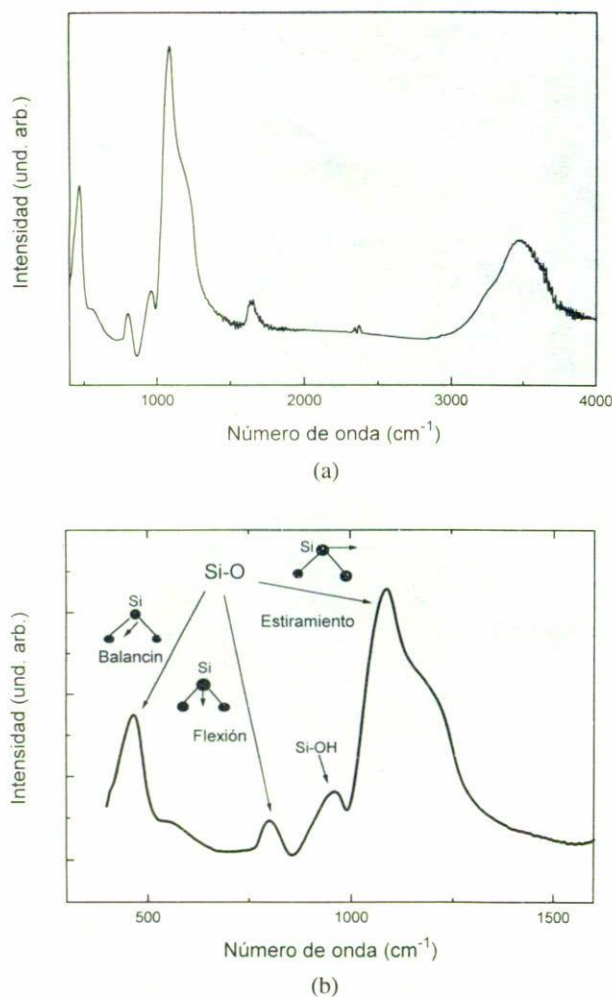 Intensidad (und. arb.)
1000
2000
3000
4000
Número de onda (cm⁻¹)
(a)
Si
Si-O
Si
Estiramiento
Balancin
Si
Flexión
Si-OH
Intensidad (und. arb.)
500
1000
1500
Número de onda (cm⁻¹)
(b)